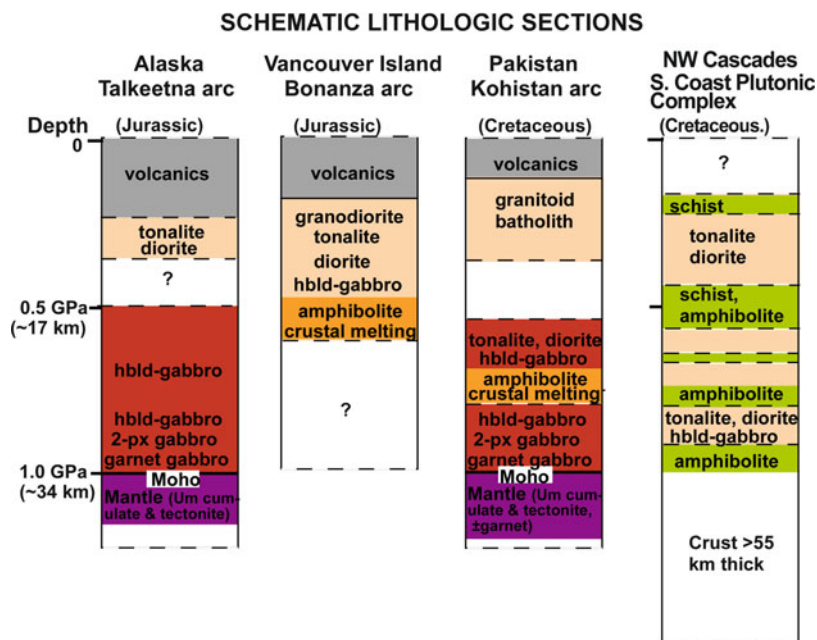 SCHEMATIC LITHOLOGIC SECTIONS
Alaska
Talkeetna arc
(Jurassic)
Vancouver Island
Bonanza arc
(Jurassic)
Pakistan
Kohistan arc
(Cretaceous)
NW Cascades
S. Coast Plutonic
Complex
(Cretaceous.)
Depth
0
0.5 GPa
(~17 km)
1.0 GPa
(~34 km)
volcanics
tonalite
diorite
?
hbld-gabbro
hbld-gabbro
2-px gabbro
garnet gabbro
Moho
Mantle (Um cum-
ulate & tectonite)
volcanics
granodiorite
tonalite
diorite
hbld-gabbro
amphibolite
crustal melting
?
volcanics
granitoid
batholith
tonalite, diorite
hbld-gabbro
amphibolite
crustal melting
hbld-gabbro
2-px gabbro
garnet gabbro
Moho
Mantle (Um cum-
ulate & tectonite,
±garnet)
?
schist
tonalite
diorite
schist,
amphibolite
amphibolite
tonalite, diorite
hbld-gabbro
amphibolite
Crust >55
km thick